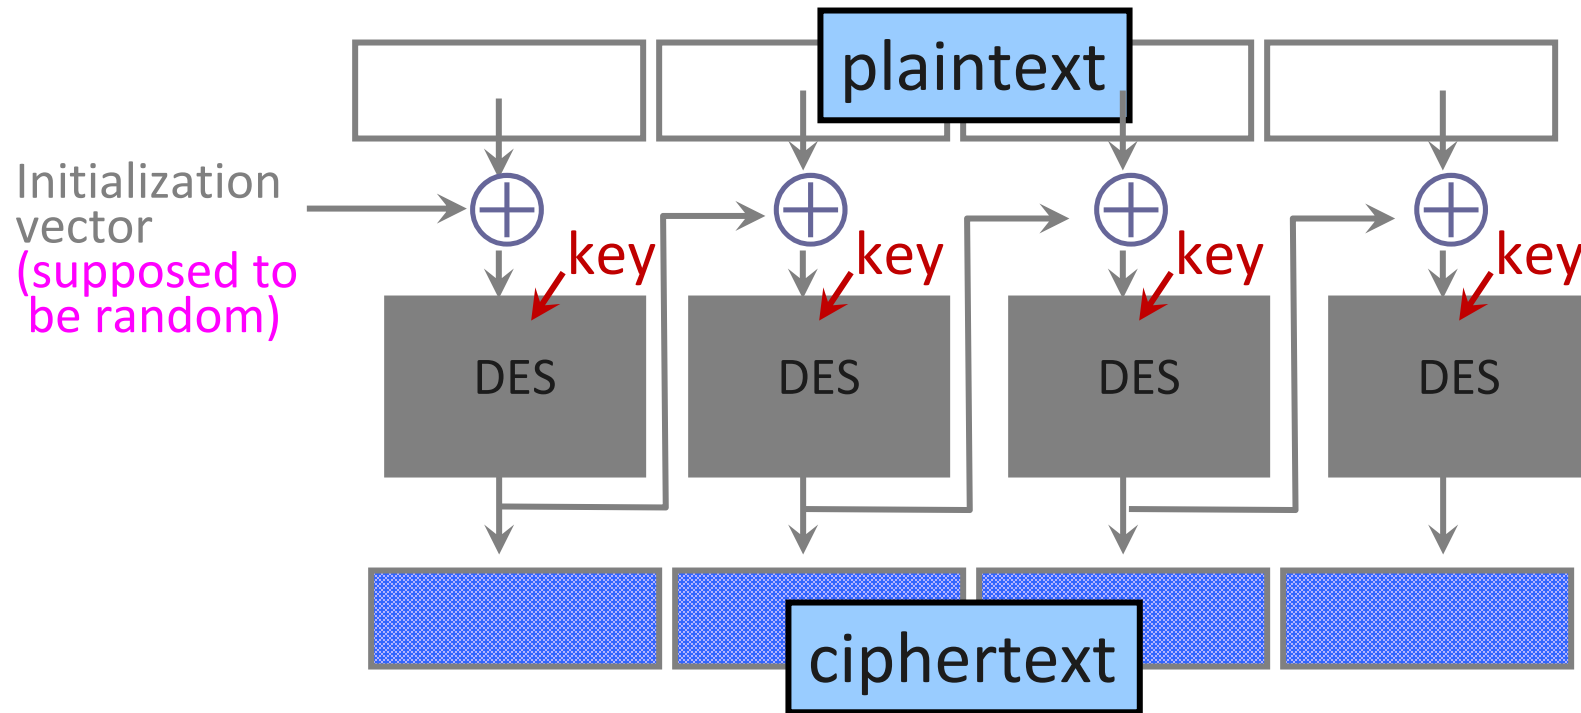 plaintext
Initialization
vector
(supposed to
be random)
key
key
key
key
DES
DES
DES
DES
ciphertext